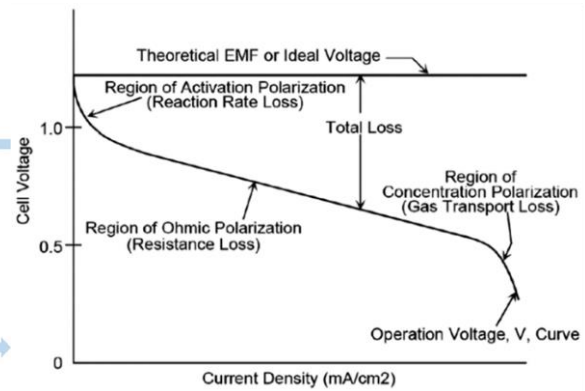 Theoretical EMF or Ideal Voltage
Region of Activation Polarization
(Reaction Rate Loss)
1.0
Total Loss
Region of
Concentration Polarization
(Gas Transport Loss)
Cell Voltage
Region of Ohmic Polarization
(Resistance Loss)
0.5
Operation Voltage, V, Curve
0
Current Density (mA/cm2)